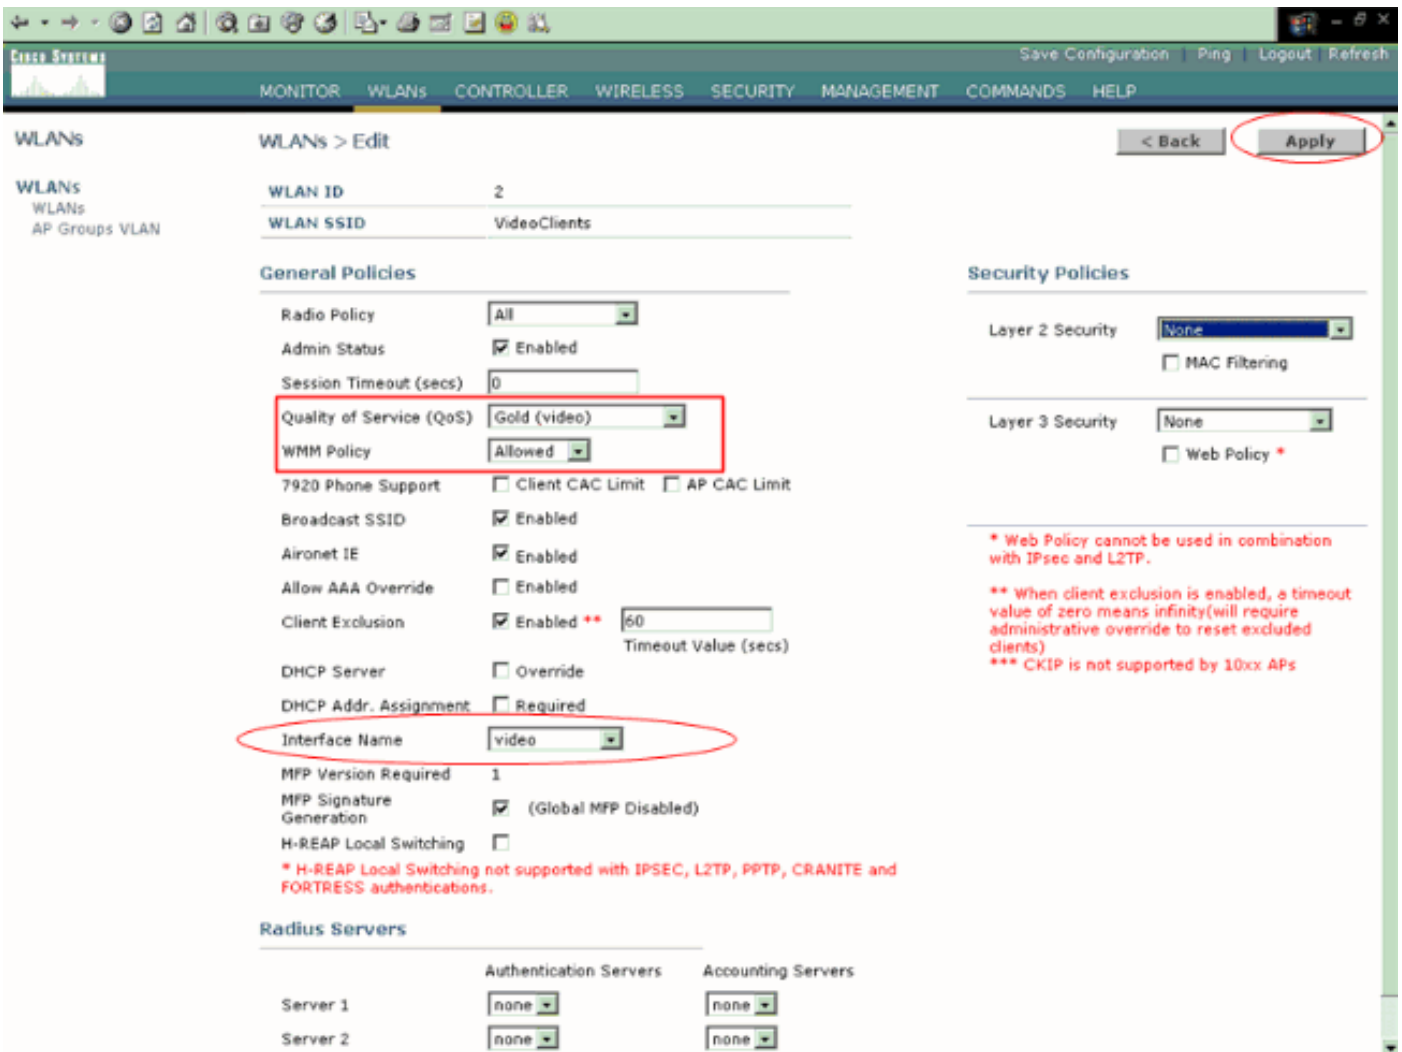 Cisco Systems
Save Configuration | Ping | Logout | Refresh
MONITOR WLANs CONTROLLER WIRELESS SECURITY MANAGEMENT COMMANDS HELP
WLANs
WLANs > Edit
< Back
Apply
WLANs
WLANs
AP Groups VLAN
WLAN ID 2
WLAN SSID VideoClients
General Policies
Radio Policy All
Admin Status Enabled
Session Timeout (secs) 0
Quality of Service (QoS) Gold (video)
WMM Policy Allowed
7920 Phone Support Client CAC Limit AP CAC Limit
Broadcast SSID Enabled
Aironet IE Enabled
Allow AAA Override Enabled
Client Exclusion Enabled ** 60
Timeout Value (secs)
DHCP Server Override
DHCP Addr. Assignment Required
Interface Name video
MFP Version Required 1
MFP Signature
Generation (Global MFP Disabled)
H-REAP Local Switching
* H-REAP Local Switching not supported with IPSEC, L2TP, PPTP, CRANITE and
FORTRESS authentications.
Security Policies
Layer 2 Security None
MAC Filtering
Layer 3 Security None
Web Policy *
* Web Policy cannot be used in combination
with IPsec and L2TP.
** When client exclusion is enabled, a timeout
value of zero means infinity(will require
administrative override to reset excluded
clients)
*** CKIP is not supported by 10xx APs
Radius Servers
Authentication Servers Accounting Servers
Server 1 none none
Server 2 none none